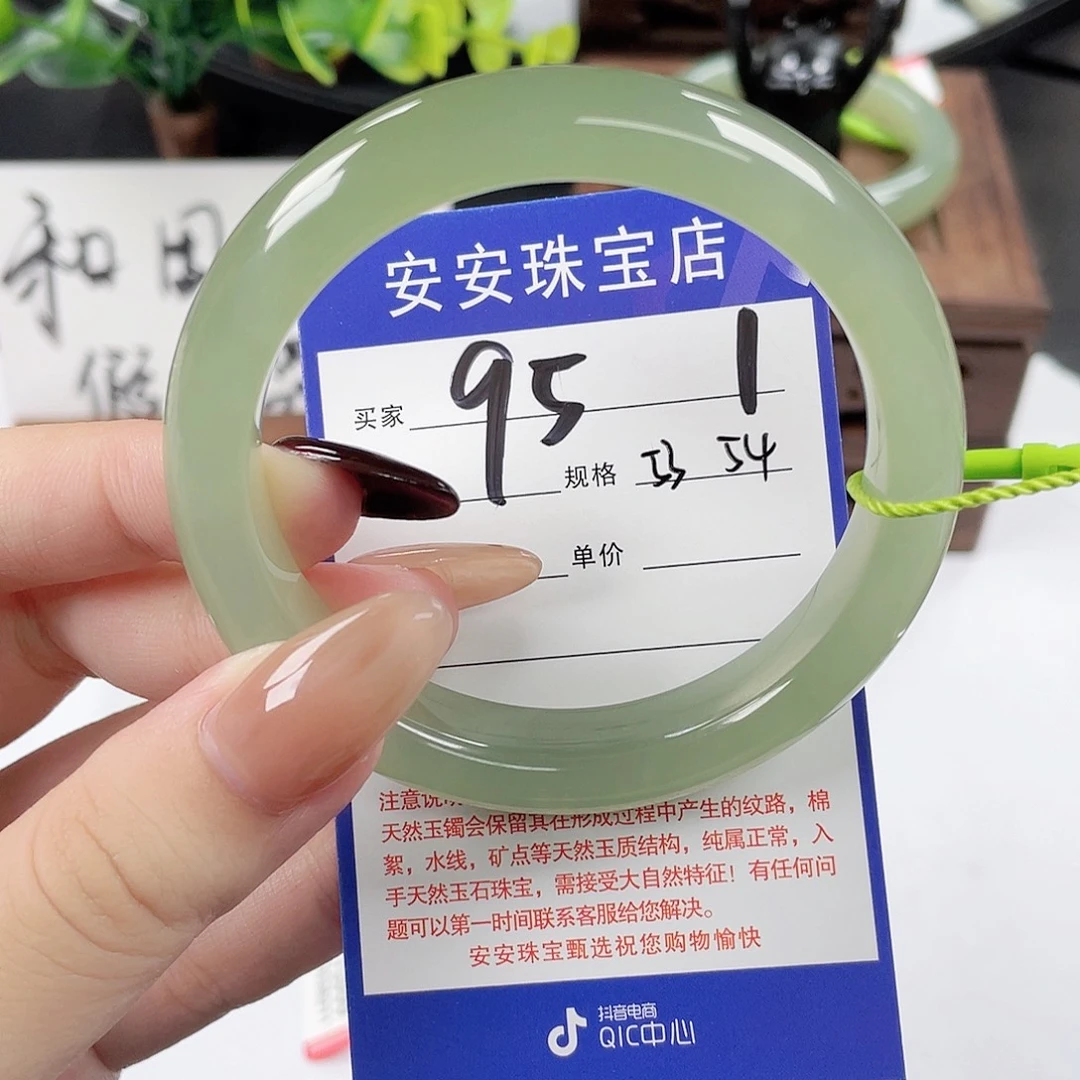 和田
假
安安珠宝店
买家 95 1
规格 53 54
单价
注意说
天然玉镯会保留其在形成过程中产生的纹路，棉
絮，水线，矿点等天然玉质结构，纯属正常，入
手天然玉石珠宝，需接受大自然特征！有任何问
题可以第一时间联系客服给您解决。
安安珠宝甄选祝您购物愉快
抖音电商
QIC中心